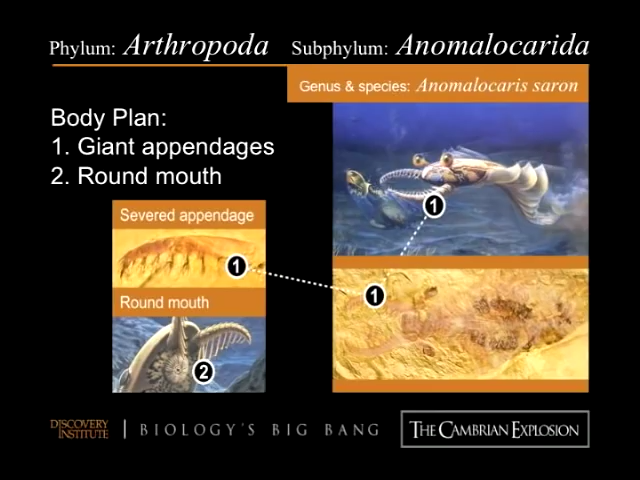 Phylum: Arthropoda Subphylum: Anomalocarida
Genus & species: Anomalocaris saron
Body Plan:
1. Giant appendages
2. Round mouth
1
Severed appendage
1
1
Round mouth
2
DISCOVERY
INSTITUTE | BIOLOGY'S BIG BANG
THE CAMBRIAN EXPLOSION